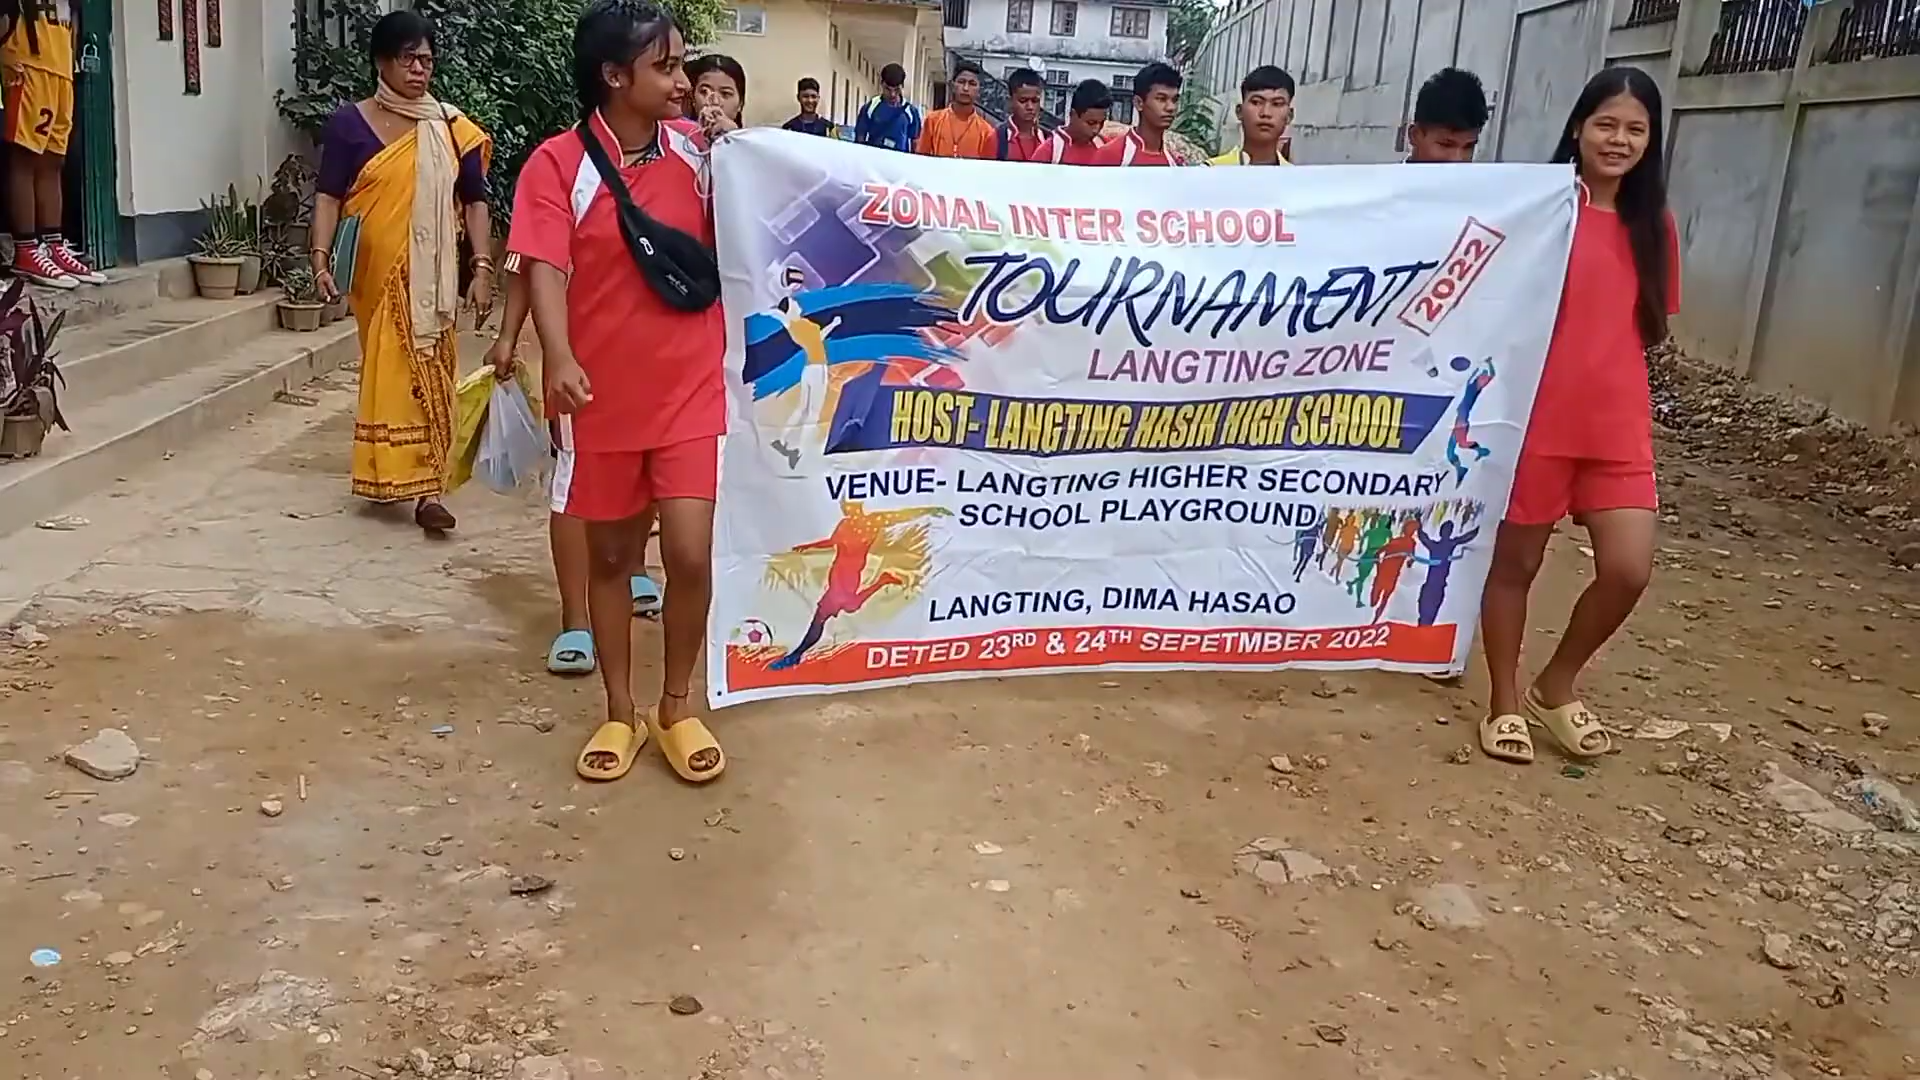 ZONAL INTER SCHOOL
TOURNAMENT 2022
LANGTING ZONE
HOST- LANGTING HASIH HIGH SCHOOL
VENUE- LANGTING HIGHER SECONDARY
SCHOOL PLAYGROUND
LANGTING, DIMA HASAO
DETED 23RD & 24TH SEPETMBER 2022
2